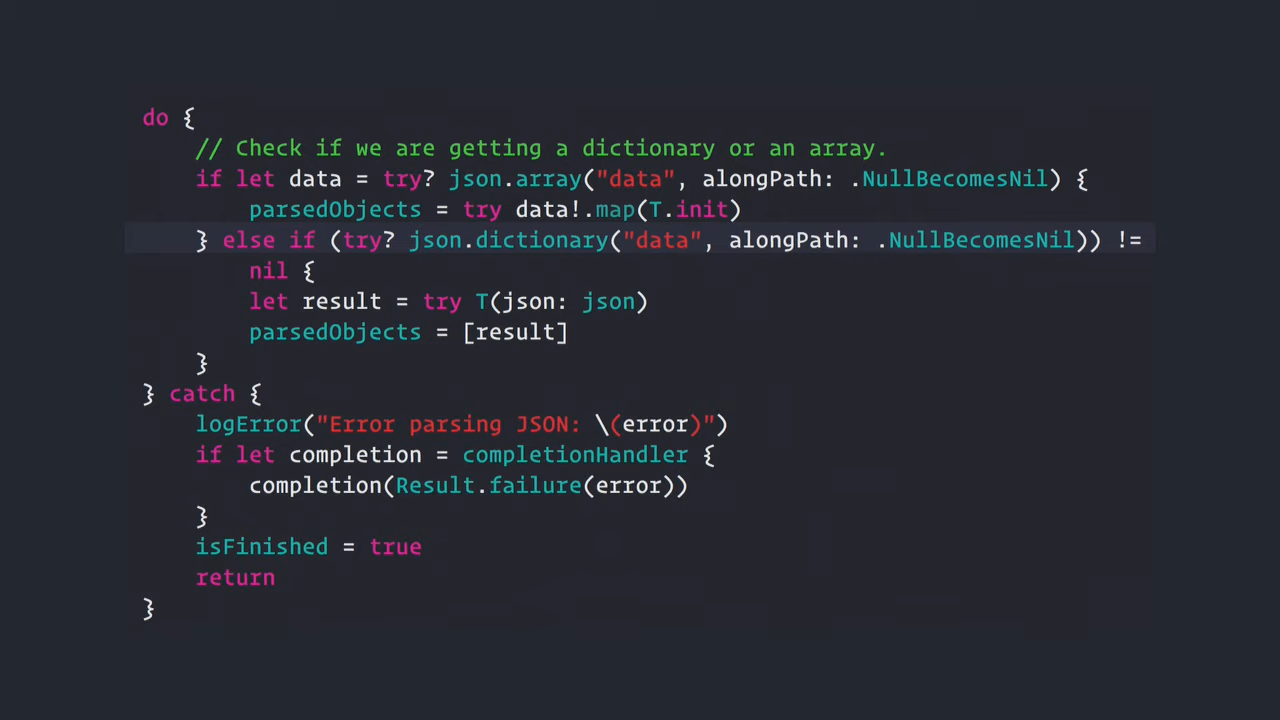 do {
    // Check if we are getting a dictionary or an array.
    if let data = try? json.array("data", alongPath: .NullBecomesNil) {
        parsedObjects = try data!.map(T.init)
    } else if (try? json.dictionary("data", alongPath: .NullBecomesNil)) !=
        nil {
        let result = try T(json: json)
        parsedObjects = [result]
    }
} catch {
    logError("Error parsing JSON: \(error)")
    if let completion = completionHandler {
        completion(Result.failure(error))
    }
    isFinished = true
    return
}